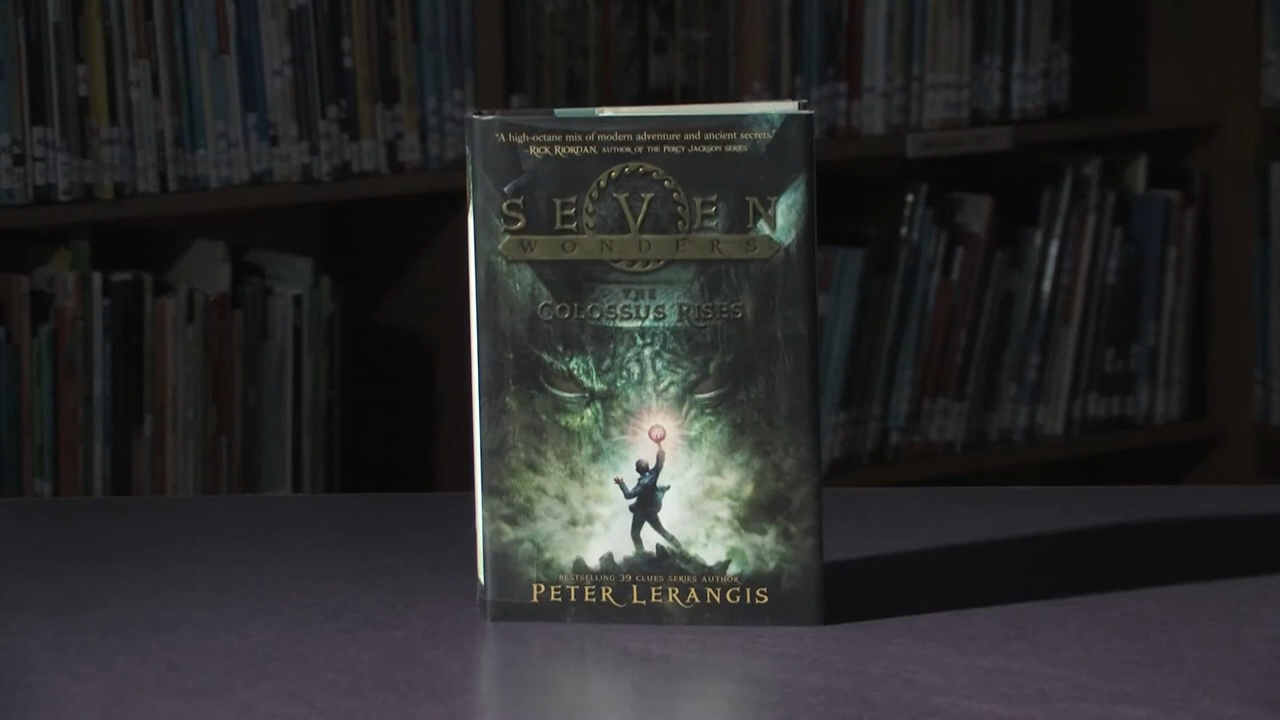 "A high-octane mix of modern adventure and ancient secrets."
–RICK RIORDAN, AUTHOR OF THE PERCY JACKSON SERIES
SEVEN
WONDERS
THE
COLOSSUS RISES
BESTSELLING 39 CLUES SERIES AUTHOR
PETER LERANGIS